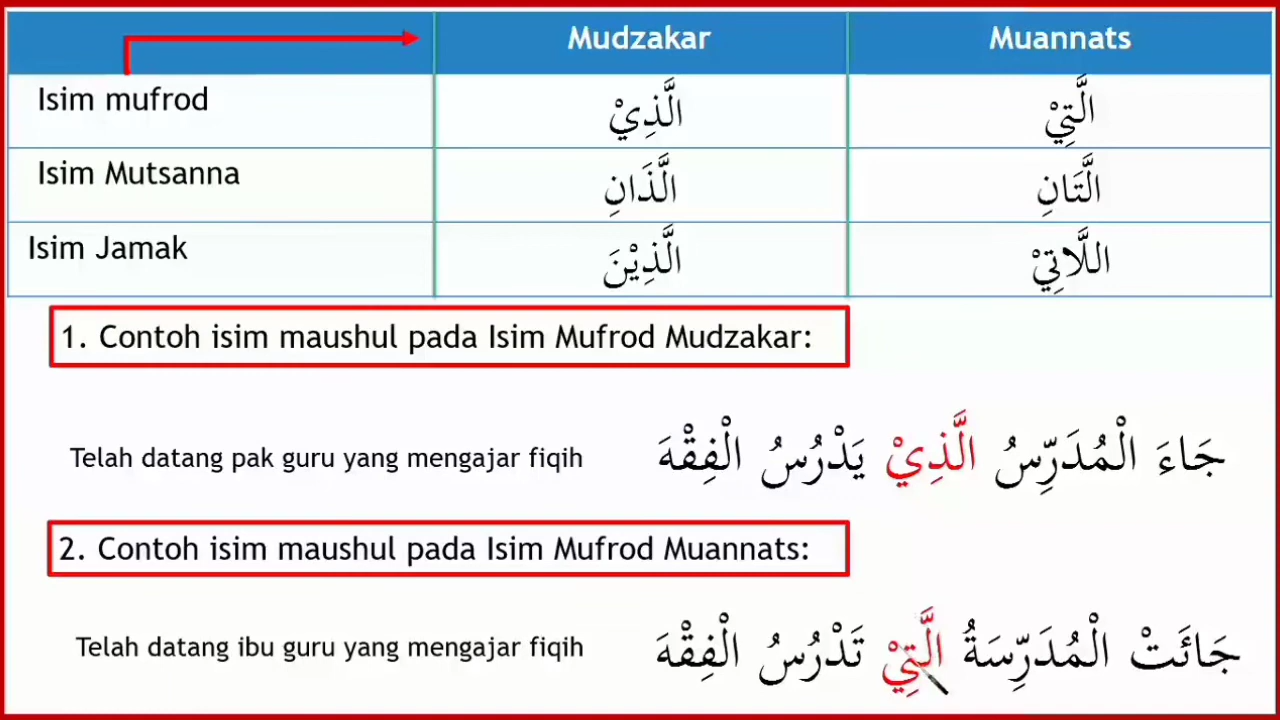 Mudzakar Muannats
Isim mufrod الَّذِيْ الَّتِيْ
Isim Mutsanna الَّذَانِ الَّتَانِ
Isim Jamak الَّذِيْنَ اللَّاتِيْ
1. Contoh isim maushul pada Isim Mufrod Mudzakar:
Telah datang pak guru yang mengajar fiqih جَاءَ الْمُدَرِّسُ الَّذِيْ يَدْرُسُ الْفِقْهَ
2. Contoh isim maushul pada Isim Mufrod Muannats:
Telah datang ibu guru yang mengajar fiqih جَائَتْ الْمُدَرِّسَةُ الَّتِيْ تَدْرُسُ الْفِقْهَ